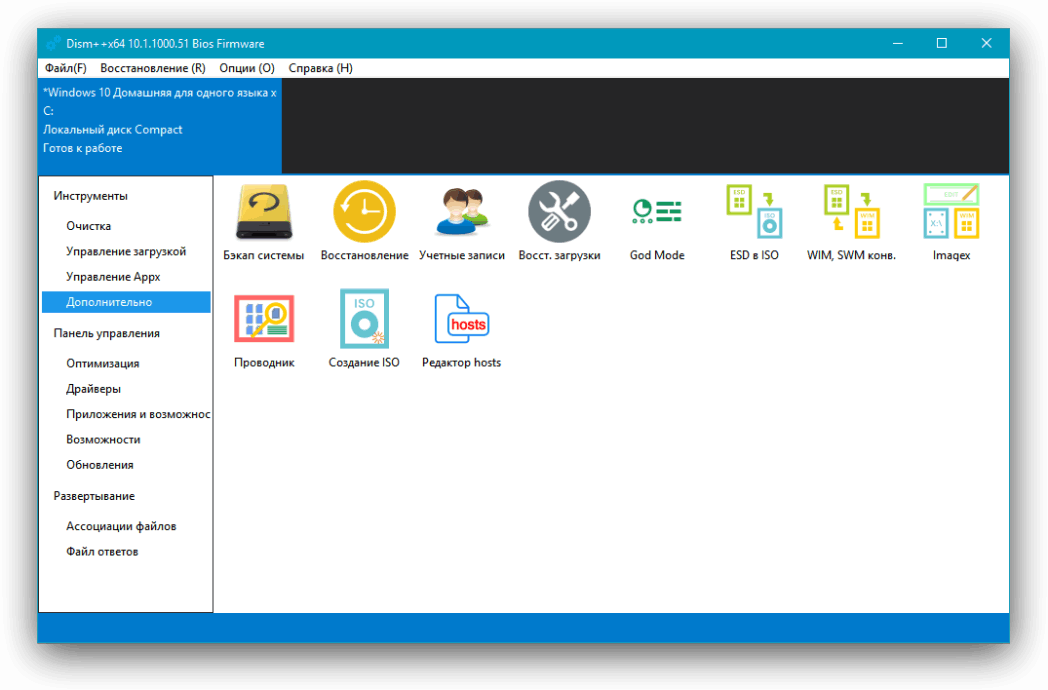 Dism++x64 10.1.1000.51 Bios Firmware
Файл(F) Восстановление (R) Опции (O) Справка (H)
*Windows 10 Домашняя для одного языка x
C:
Локальный диск Compact
Готов к работе
Инструменты
Очистка
Управление загрузкой
Управление Appx
Дополнительно
Панель управления
Оптимизация
Драйверы
Приложения и возможнос
Возможности
Обновления
Развертывание
Ассоциации файлов
Файл ответов
ESD
ISO
ESD
WIM
EDIT
X:\
WIM
Бэкап системы Восстановление Учетные записи Восст. загрузки God Mode ESD в ISO WIM, SWM конв. Imagex
ISO
hosts
Проводник Создание ISO Редактор hosts